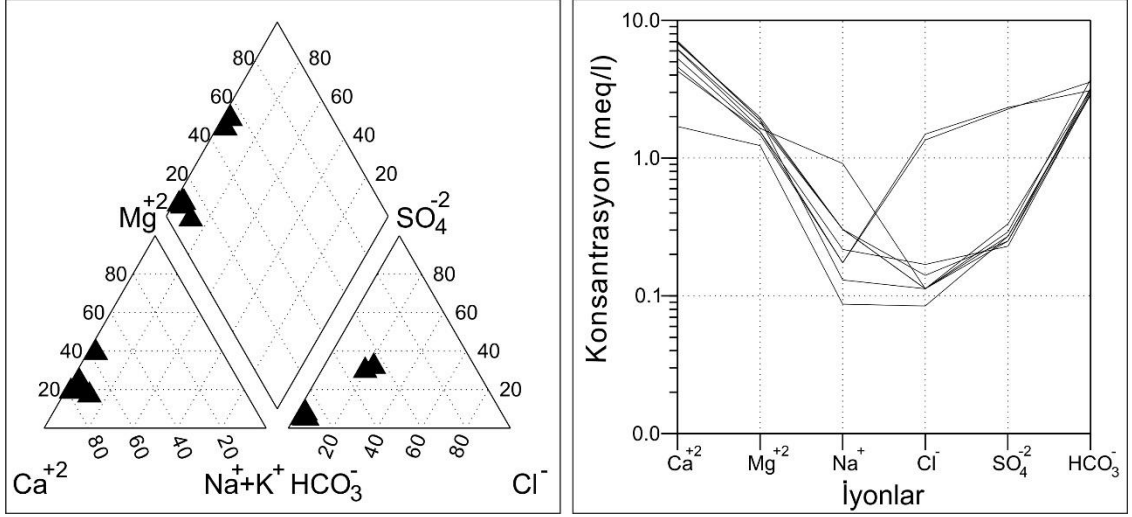 80 80
60 60
40 40
20 20
Mg+2 SO4-2
80 80
60 60
40 40
20 20
80 60 40 20 20 40 60 80
Ca+2 Na+K+ HCO3- Cl-
Konsantrasyon (meq/l)
10.0
1.0
0.1
0.0
Ca+2 Mg+2 Na+ Cl- SO4-2 HCO3-
İyonlar